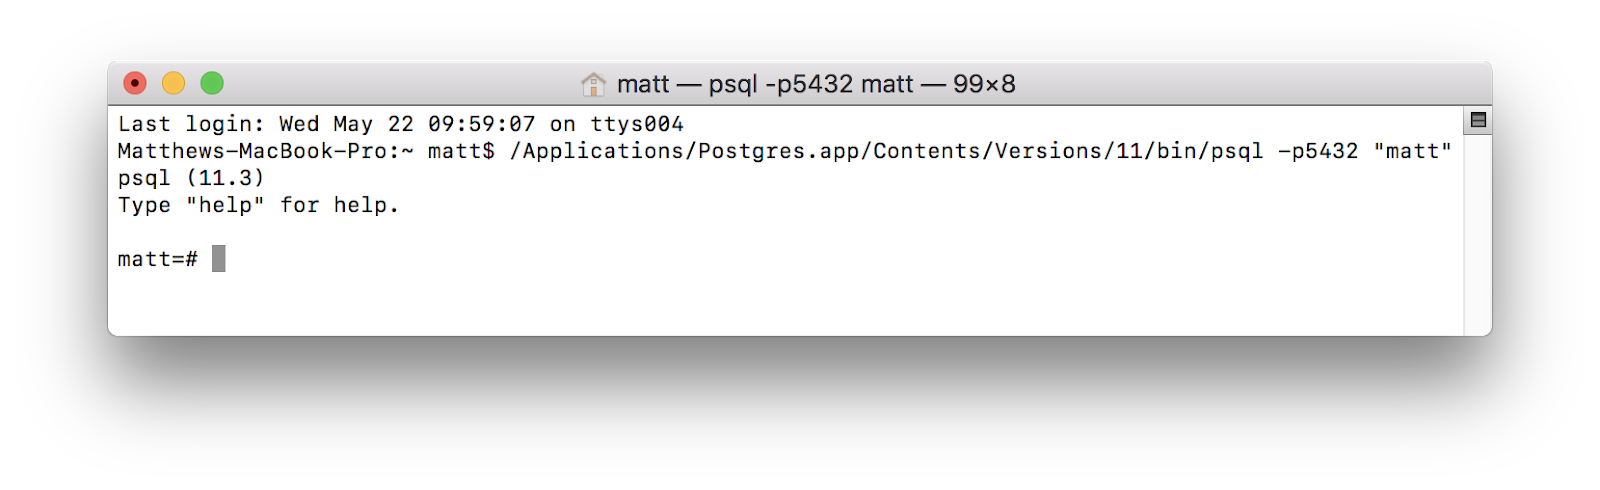 matt — psql -p5432 matt — 99×8
Last login: Wed May 22 09:59:07 on ttys004
Matthews-MacBook-Pro:~ matt$ /Applications/Postgres.app/Contents/Versions/11/bin/psql -p5432 "matt"
psql (11.3)
Type "help" for help.
matt=#